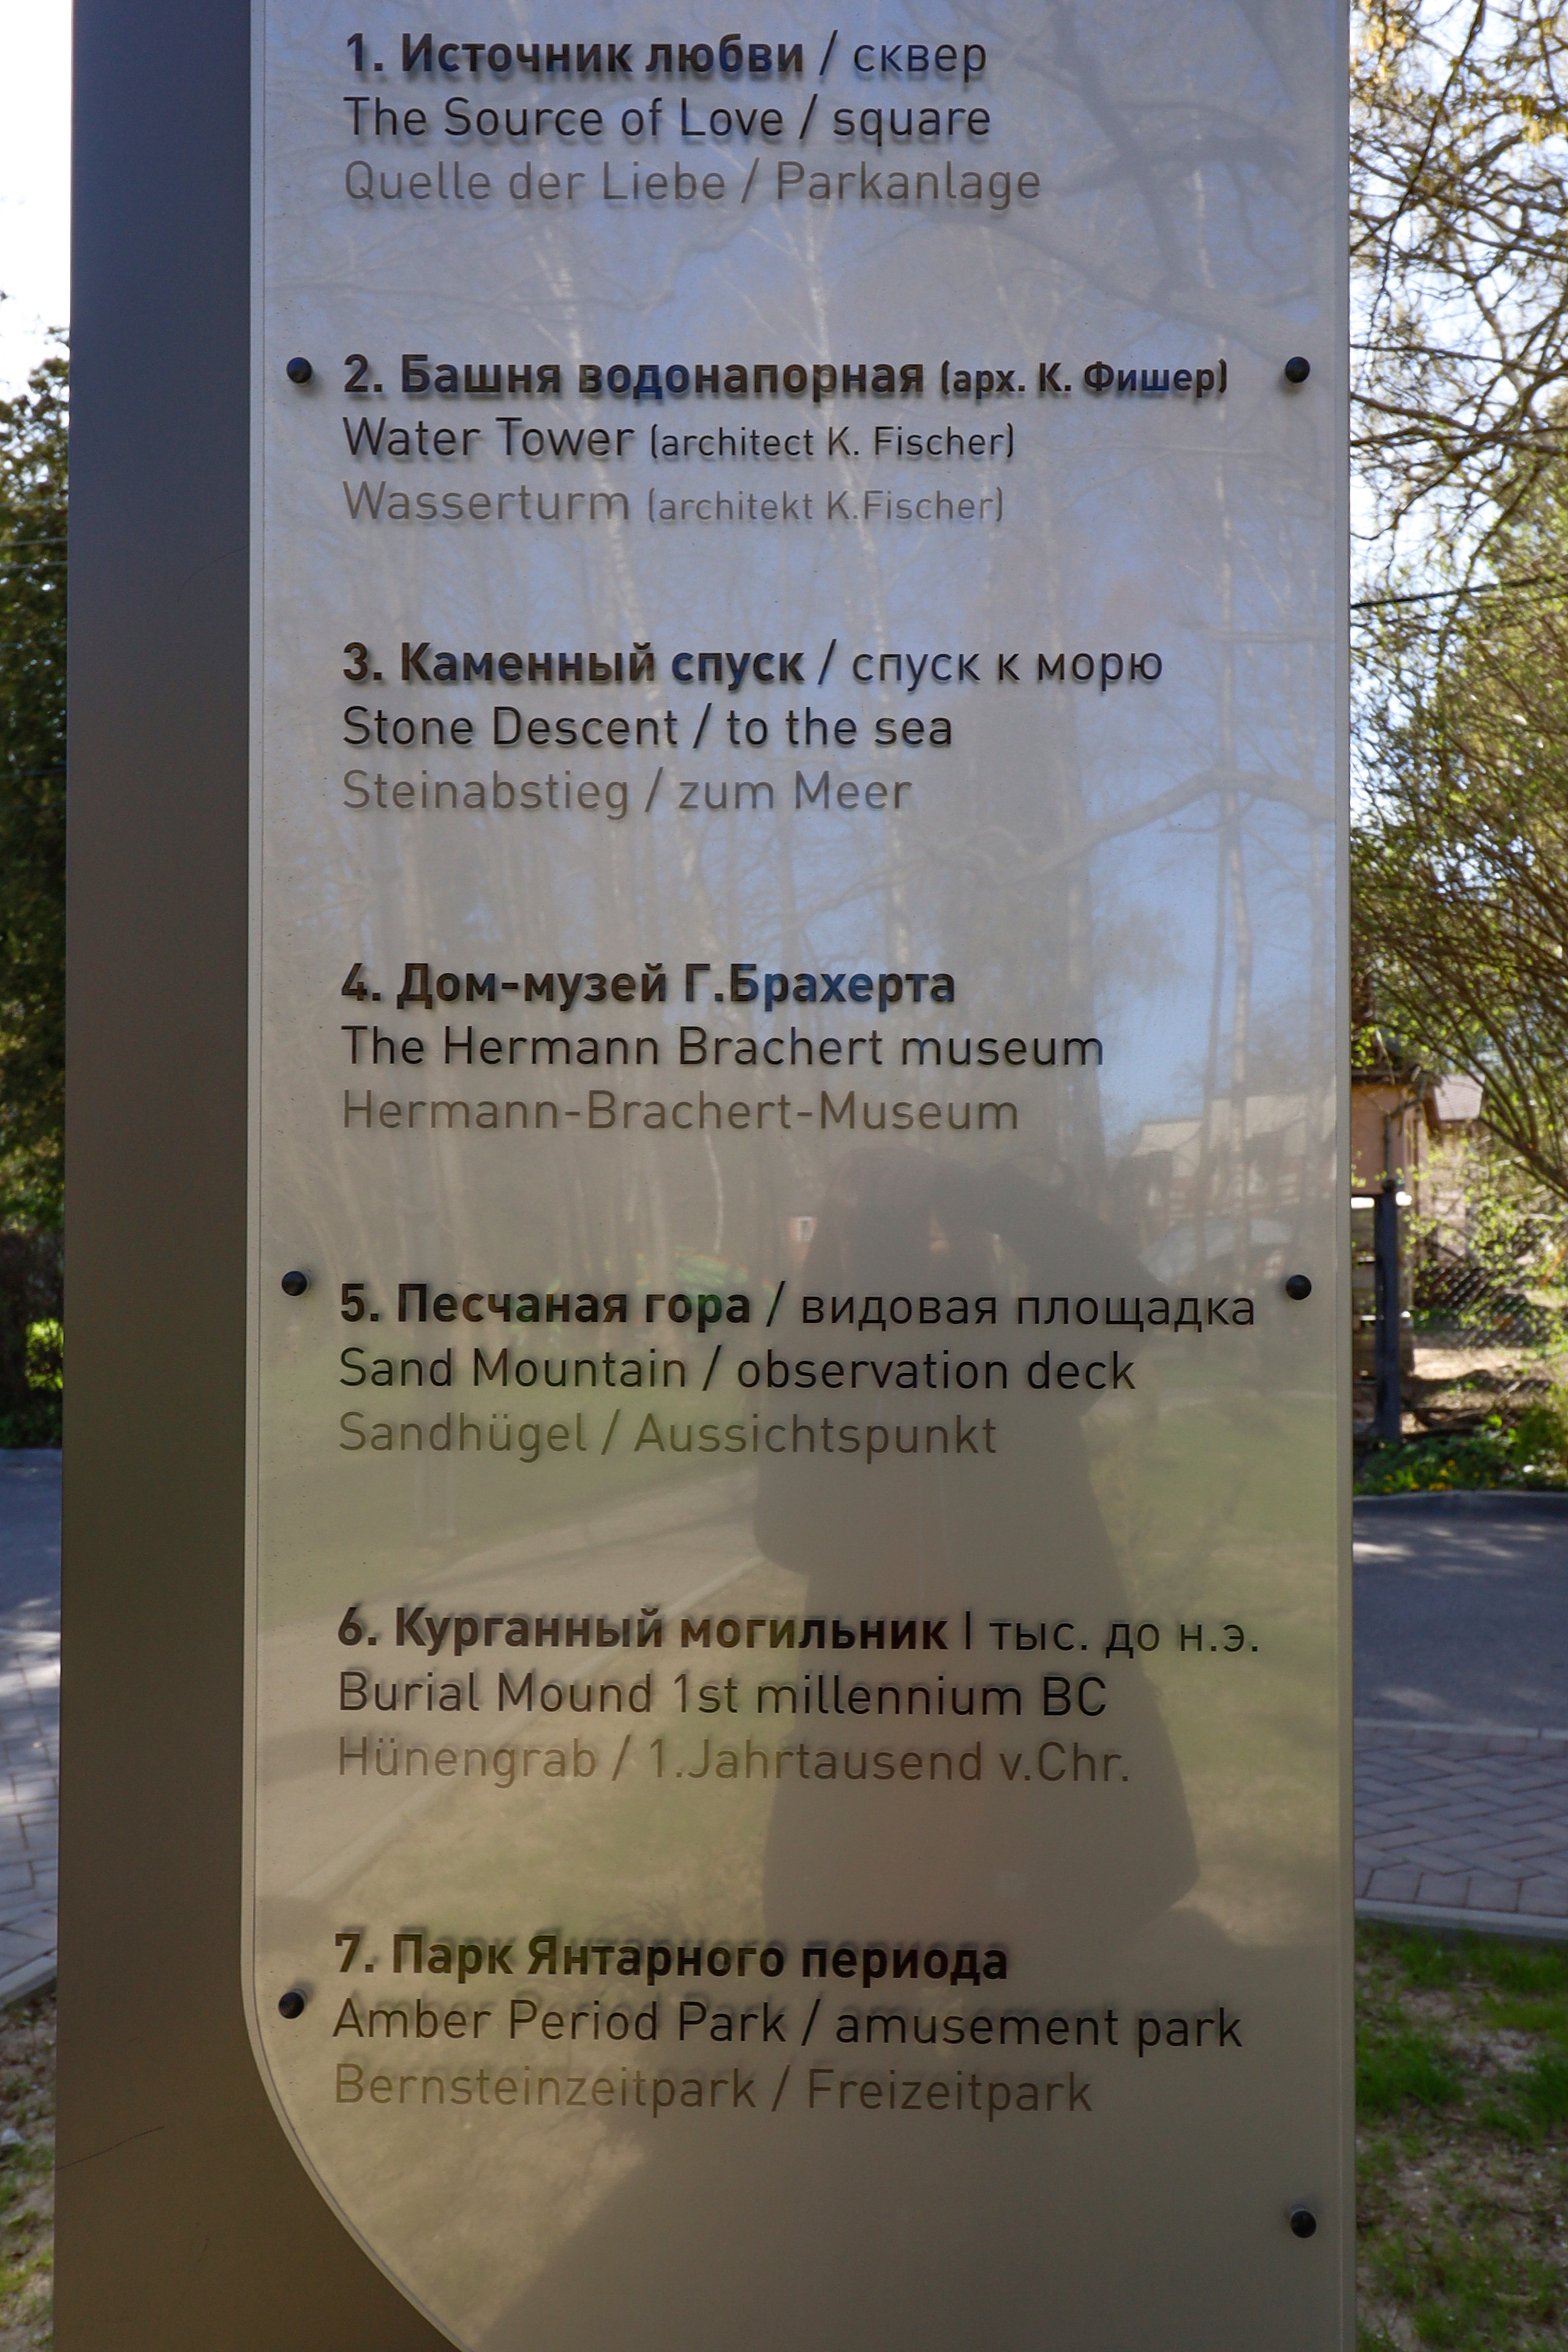 1. Источник любви / сквер
The Source of Love / square
Quelle der Liebe / Parkanlage
2. Башня водонапорная (арх. К. Фишер)
Water Tower (architect K. Fischer)
Wasserturm (architekt K.Fischer)
3. Каменный спуск / спуск к морю
Stone Descent / to the sea
Steinabstieg / zum Meer
4. Дом-музей Г.Брахерта
The Hermann Brachert museum
Hermann-Brachert-Museum
5. Песчаная гора / видовая площадка
Sand Mountain / observation deck
Sandhügel / Aussichtspunkt
6. Курганный могильник I тыс. до н.э.
Burial Mound 1st millennium BC
Hünengrab / 1.Jahrtausend v.Chr.
7. Парк Янтарного периода
Amber Period Park / amusement park
Bernsteinzeitpark / Freizeitpark